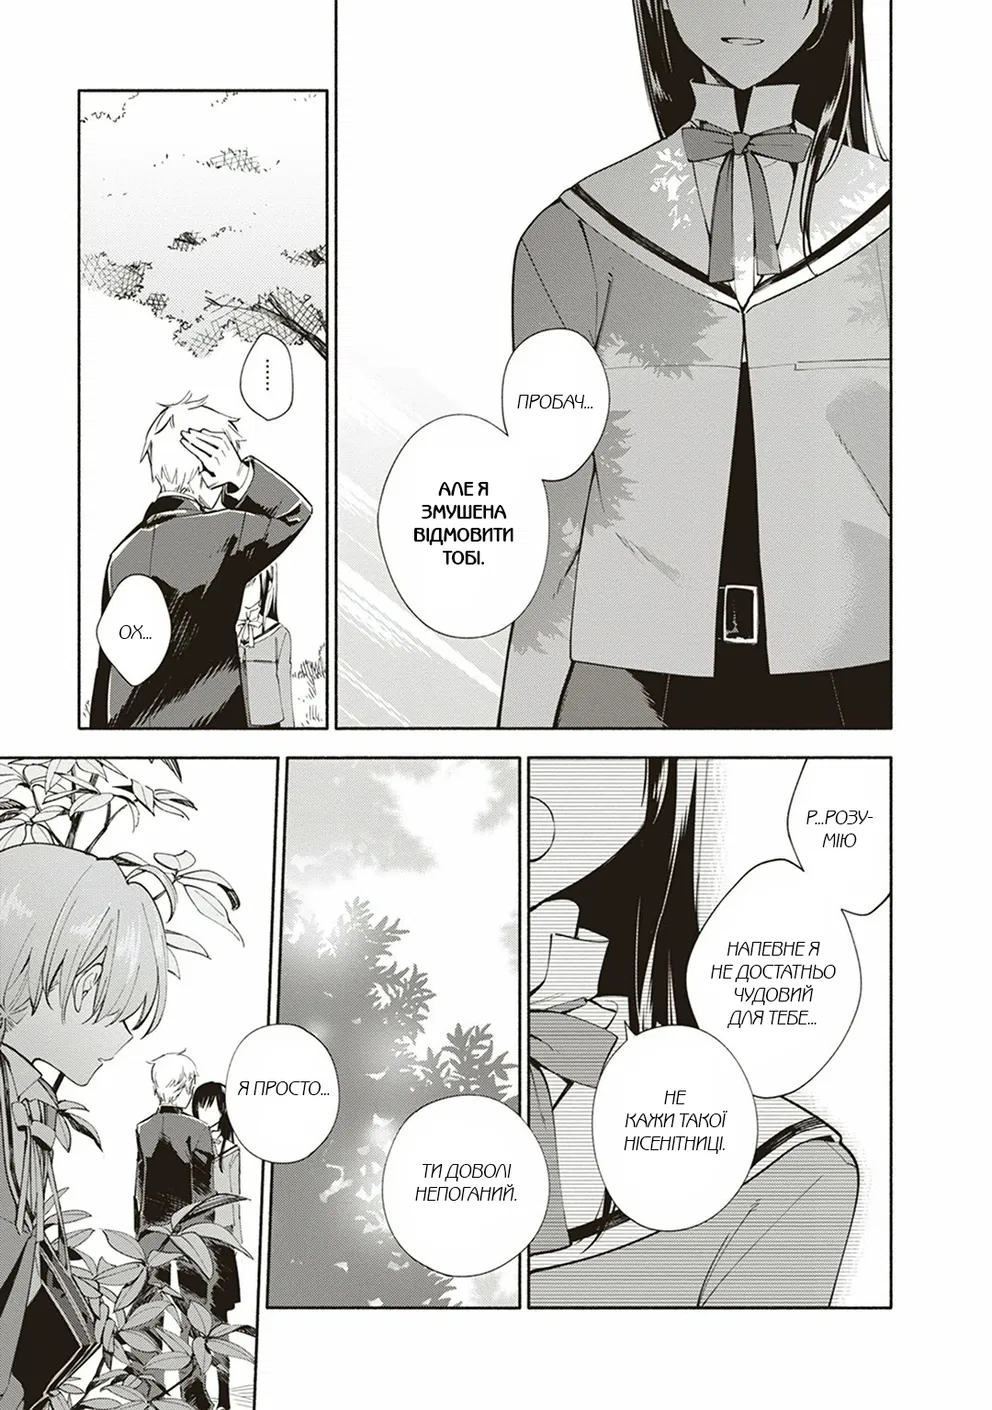 ПРОБАЧ...
АЛЕ Я
ЗМУШЕНА
ВІДМОВИТИ
ТОБІ.
......
ОХ...
Р...РОЗУ-
МІЮ
НАПЕВНЕ Я
НЕ ДОСТАТНЬО
ЧУДОВИЙ
ДЛЯ ТЕБЕ...
НЕ
КАЖИ ТАКОЇ
НІСЕНІТНИЦІ.
ТИ ДОВОЛІ
НЕПОГАНИЙ.
Я ПРОСТО...